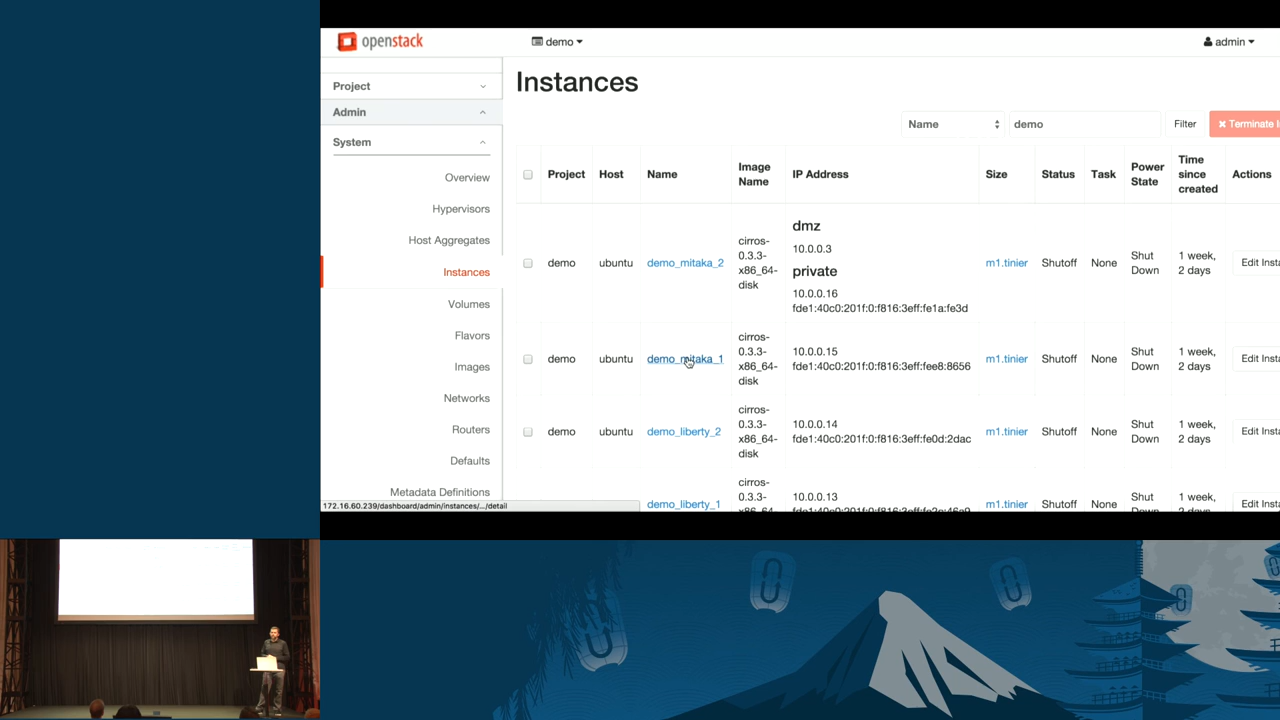 openstack
demo
admin
Project
Admin
System
Overview
Hypervisors
Host Aggregates
Instances
Volumes
Flavors
Images
Networks
Routers
Defaults
Metadata Definitions
172.16.60.239/dashboard/admin/instances/.../detail
Instances
Name
demo
Filter
Terminate I
Project Host Name Image Name IP Address Size Status Task Power State Time since created Actions
demo ubuntu demo_mitaka_2
cirros-
0.3.3-
x86_64-
disk
dmz
10.0.0.3
private
10.0.0.16
fde1:40c0:201f:0:f816:3eff:fe1a:fe3d
m1.tinier Shutoff None
Shut
Down
1 week,
2 days
Edit Insta
demo ubuntu demo_mitaka_1
cirros-
0.3.3-
x86_64-
disk
10.0.0.15
fde1:40c0:201f:0:f816:3eff:fee8:8656
m1.tinier Shutoff None
Shut
Down
1 week,
2 days
Edit Insta
demo ubuntu demo_liberty_2
cirros-
0.3.3-
x86_64-
disk
10.0.0.14
fde1:40c0:201f:0:f816:3eff:fe0d:2dac
m1.tinier Shutoff None
Shut
Down
1 week,
2 days
Edit Insta
demo ubuntu demo_liberty_1
cirros-
0.3.3-
x86_64-
10.0.0.13
m1.tinier Shutoff None
Shut
Down
1 week,
2 days
Edit Insta